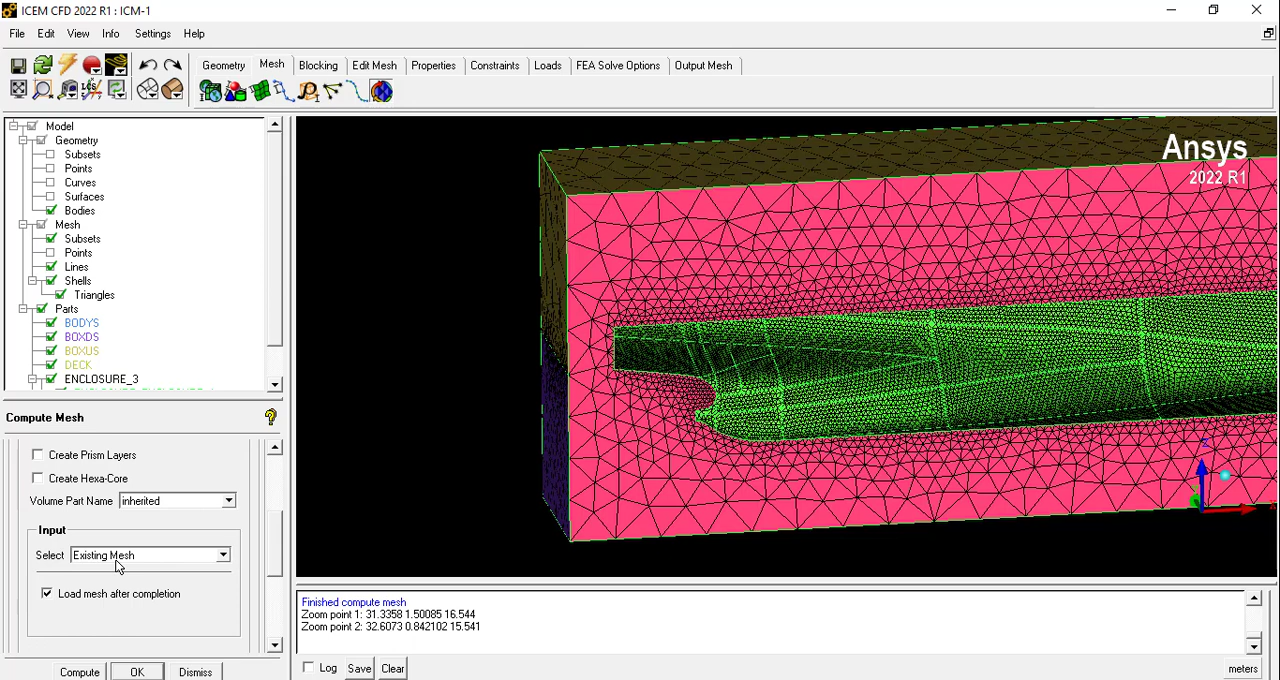 ICEM CFD 2022 R1 : ICM-1
File Edit View Info Settings Help
Geometry Mesh Blocking Edit Mesh Properties Constraints Loads FEA Solve Options Output Mesh
LCS
Model
Geometry
Subsets
Points
Curves
Surfaces
Bodies
Mesh
Subsets
Points
Lines
Shells
Triangles
Parts
BODYS
BOXDS
BOXUS
DECK
ENCLOSURE_3
Ansys
2022 R1
Compute Mesh
Create Prism Layers
Create Hexa-Core
Volume Part Name inherited
Input
Select Existing Mesh
Load mesh after completion
Compute OK Dismiss
Z
Finished compute mesh
Zoom point 1: 31.3358 1.50085 16.544
Zoom point 2: 32.6073 0.842102 15.541
Log Save Clear
meters